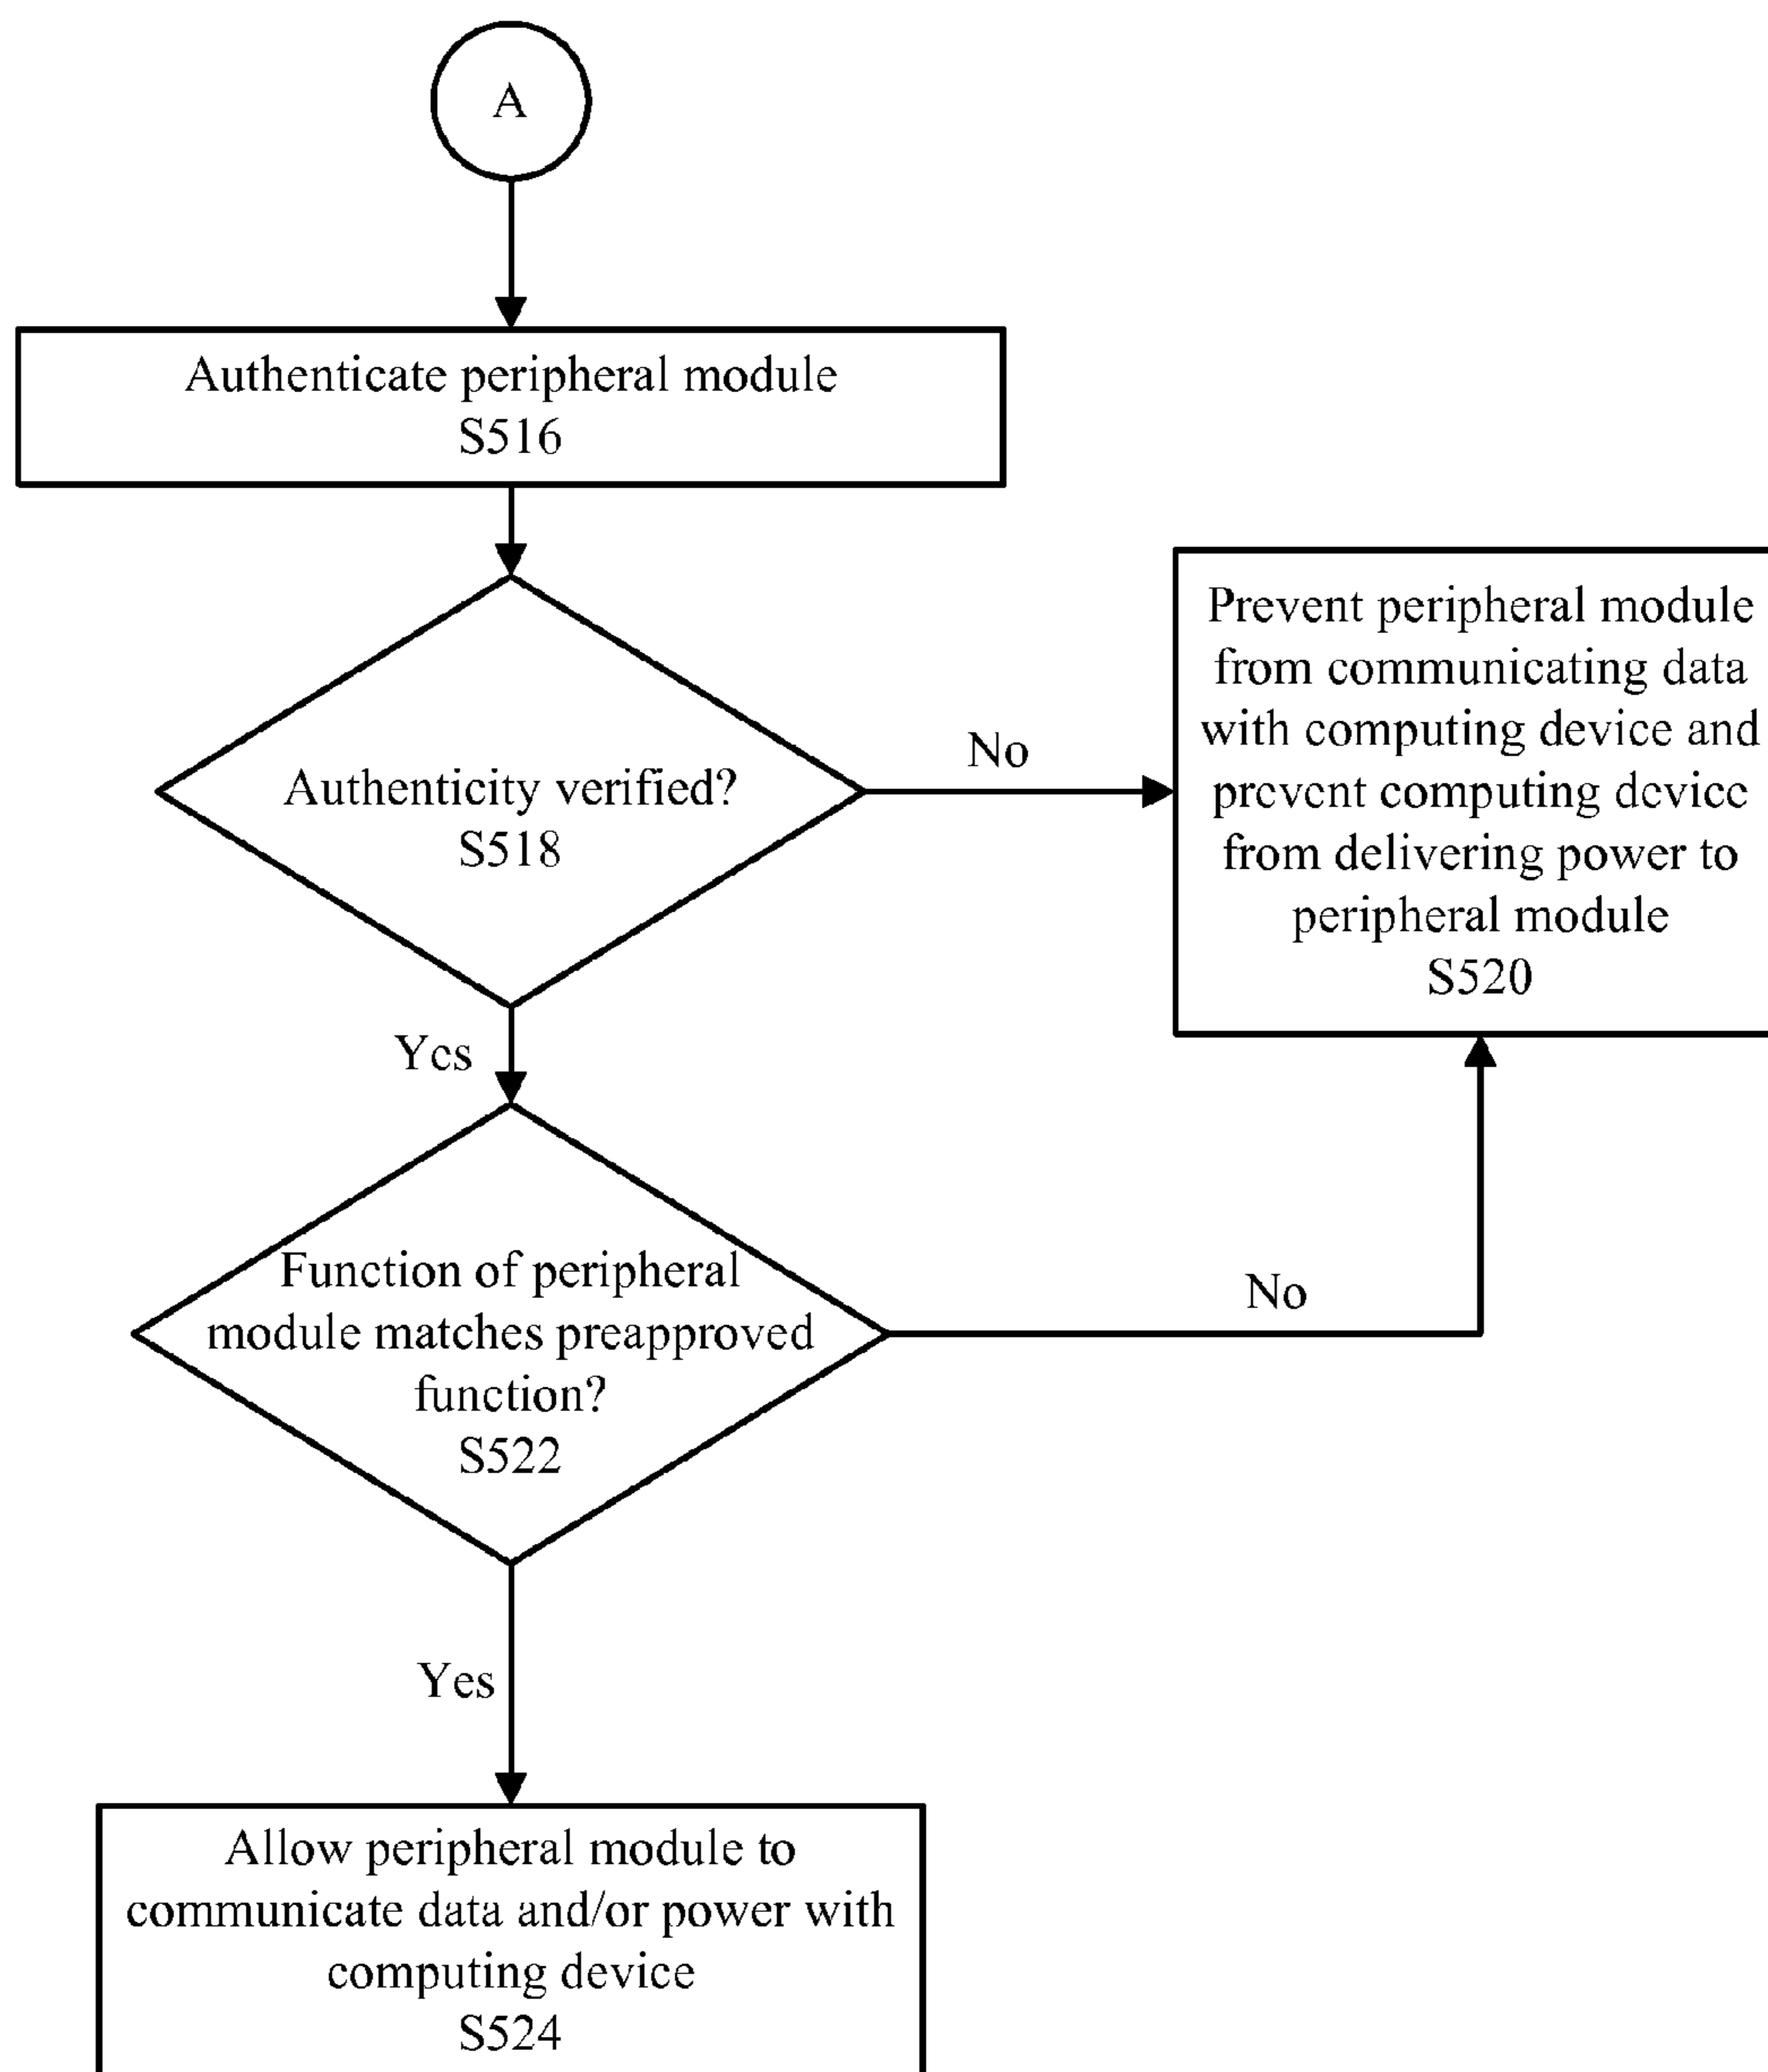 A
Authenticate peripheral module
S516
Authenticity verified?
S518
No
Prevent peripheral module
from communicating data
with computing device and
prevent computing device
from delivering power to
peripheral module
S520
Yes
Function of peripheral
module matches preapproved
function?
S522
No
Yes
Allow peripheral module to
communicate data and/or power with
computing device
S524